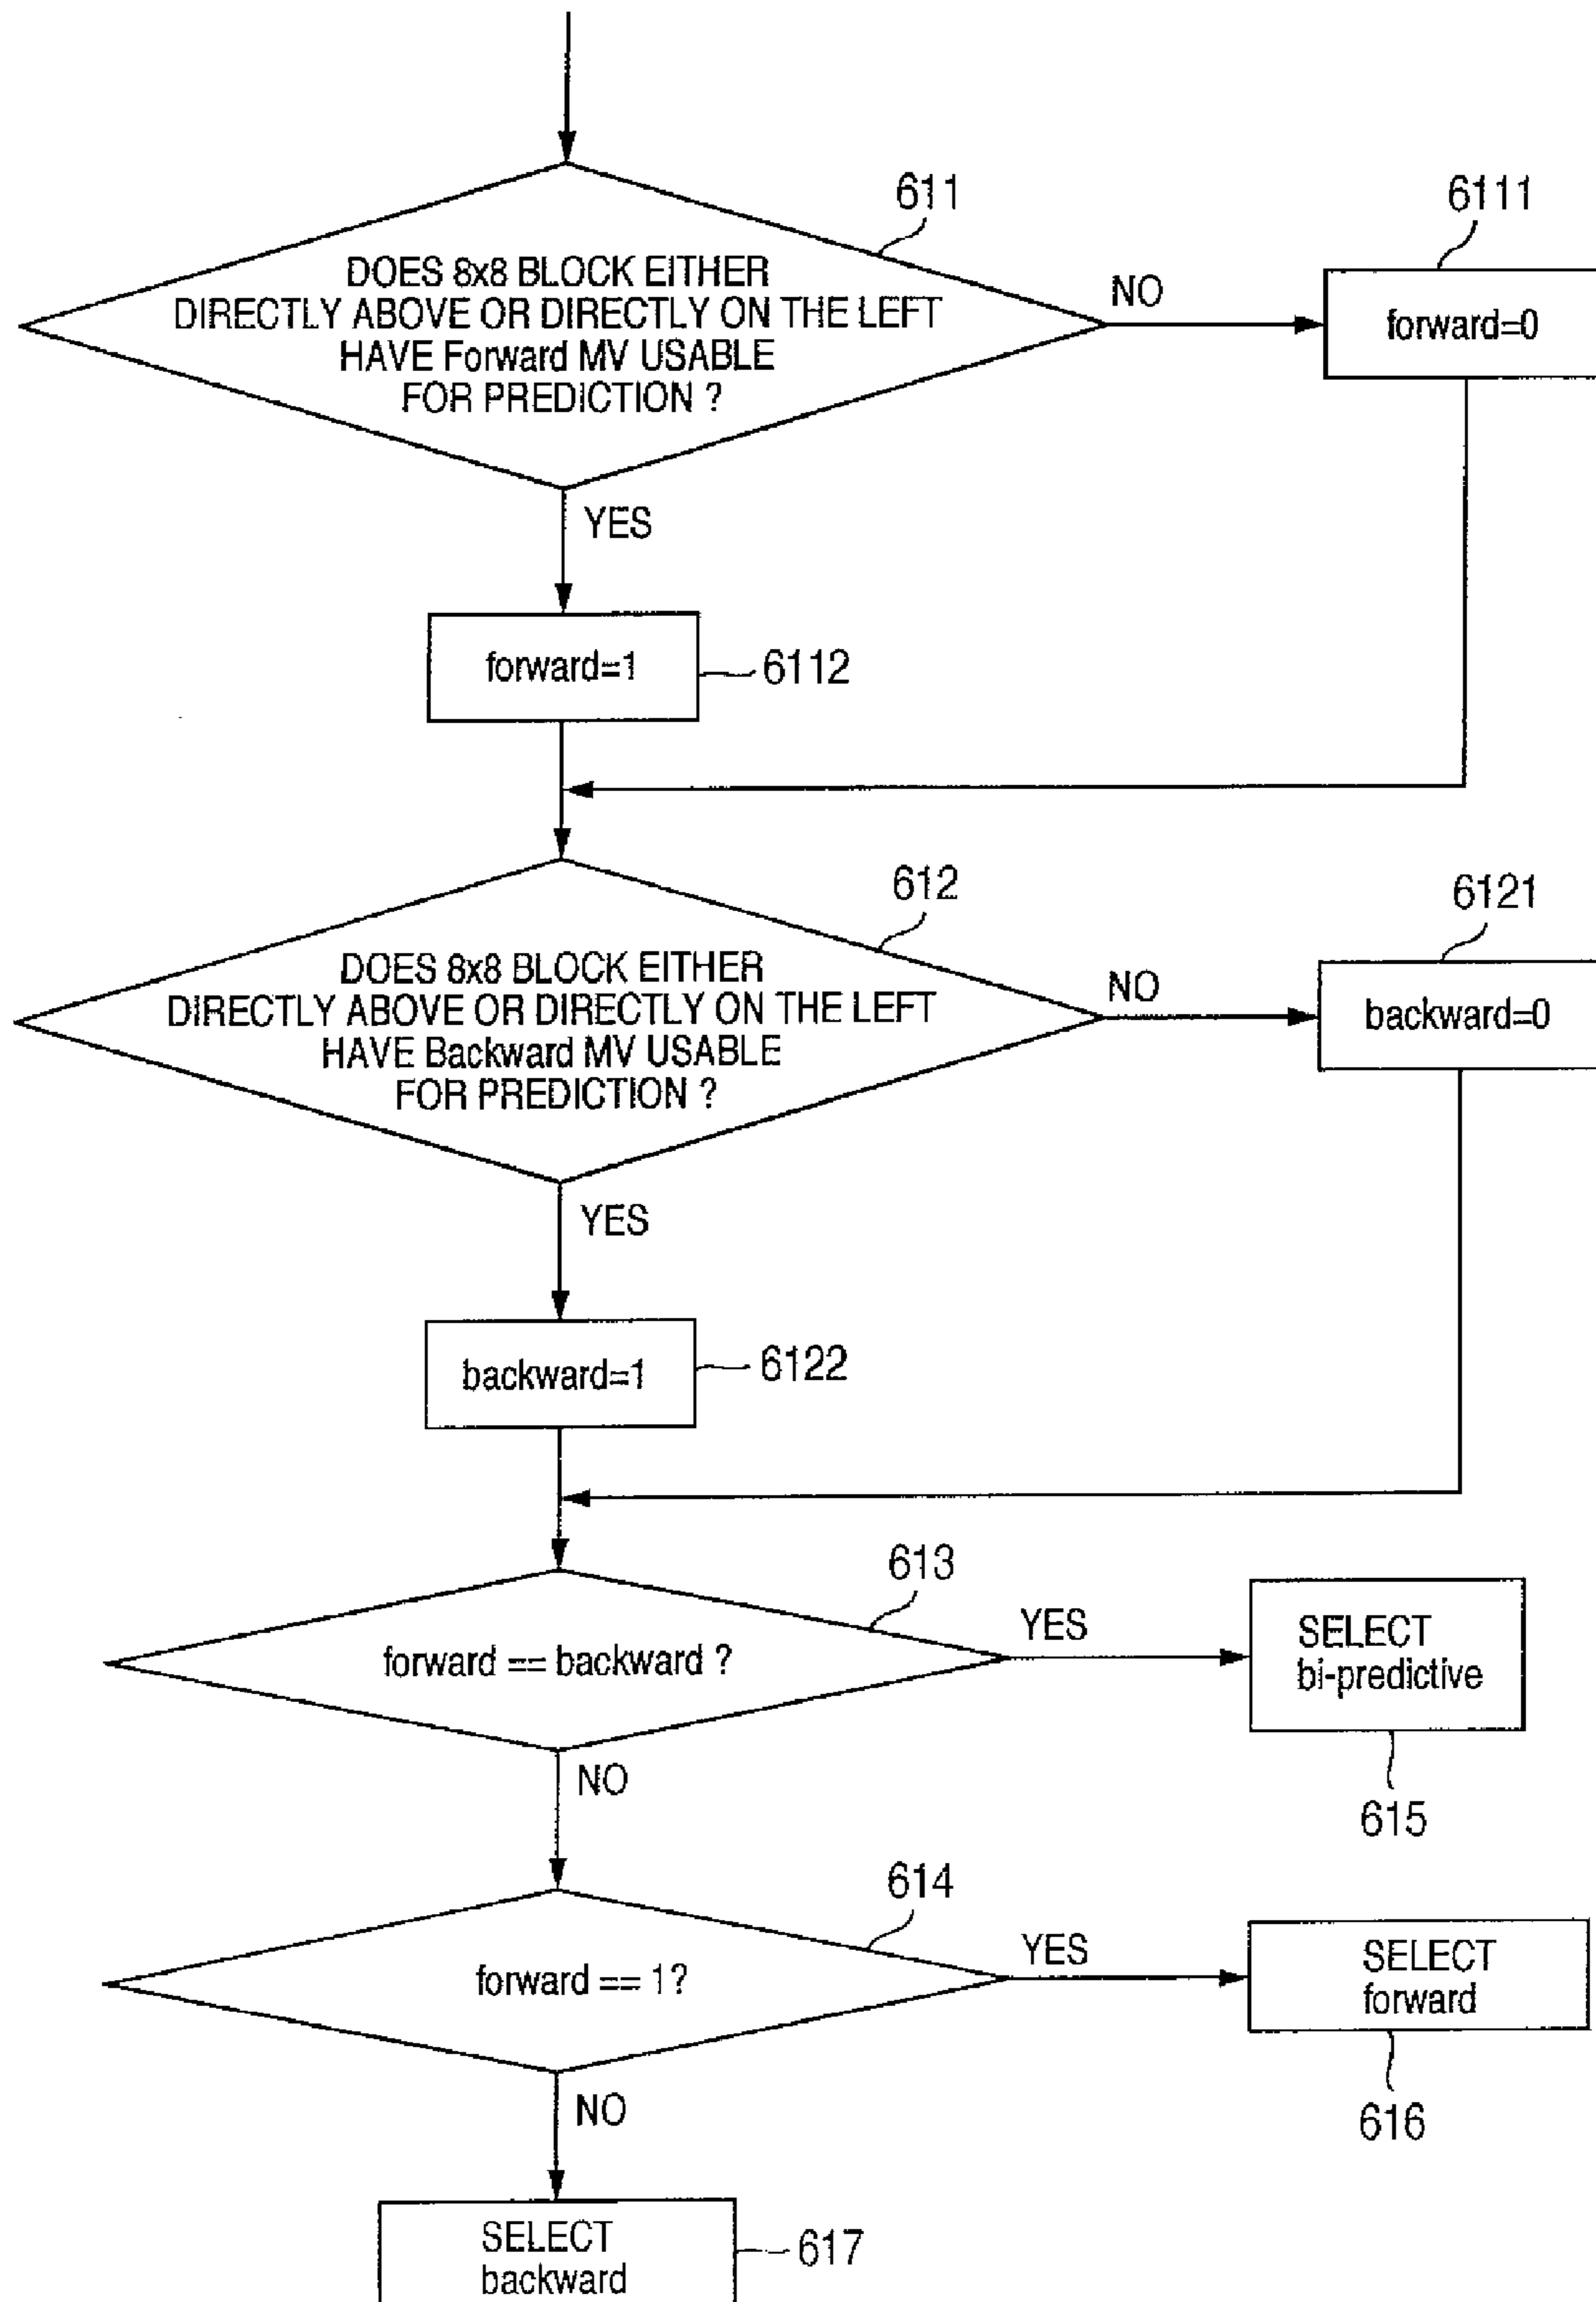 611
6111
DOES 8x8 BLOCK EITHER
DIRECTLY ABOVE OR DIRECTLY ON THE LEFT
HAVE Forward MV USABLE
FOR PREDICTION ?
NO
forward=0
YES
forward=1
6112
612
6121
DOES 8x8 BLOCK EITHER
DIRECTLY ABOVE OR DIRECTLY ON THE LEFT
HAVE Backward MV USABLE
FOR PREDICTION ?
NO
backward=0
YES
backward=1
6122
613
forward == backward ?
YES
SELECT
bi-predictive
615
NO
614
forward == 1?
YES
SELECT
forward
616
NO
SELECT
backward
617